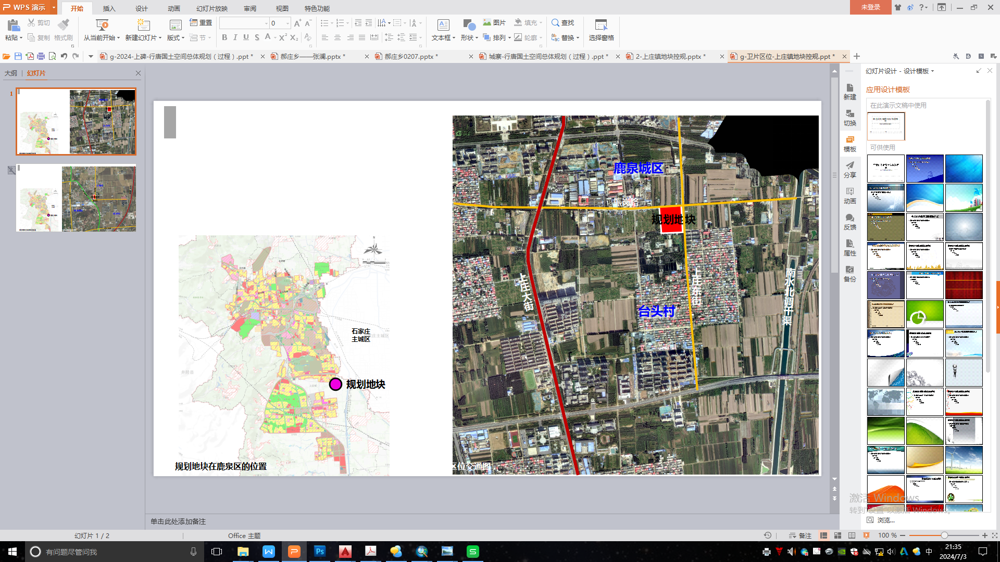 WPS 演示
开始
插入
设计
动画
幻灯片放映
审阅
视图
特色功能
未登录
粘贴
剪切
复制
格式刷
从当前开始
新建幻灯片
版式
重置
节
0
文本框
形状
图片
排列
填充
轮廓
查找
替换
选择窗格
g-2024-上碑-行唐国土空间总体规划（过程）.ppt *
郝庄乡——张澜.pptx *
郝庄乡0207.pptx *
城寨-行唐国土空间总体规划（过程）.ppt *
2-上庄镇地块控规.pptx *
g-卫片区位-上庄镇地块控规.ppt *
大纲
幻灯片
1
2
鹿泉城区
振岗路
规划地块
上庄大街
上庄东街
台头村
南水北调干渠
石家庄
主城区
井陉县
规划地块
规划地块在鹿泉区的位置
区位交通图
新建
切换
模板
分享
动画
反馈
属性
备份
幻灯片设计 - 设计模板
应用设计模板
在此演示文稿中使用
可供使用
激活 Windows
转到"设置"以激活 Windows。
浏览...
单击此处添加备注
幻灯片 1 / 2
Office 主题
备注
100 %
有问题尽管问我
中
21:35
2024/7/3